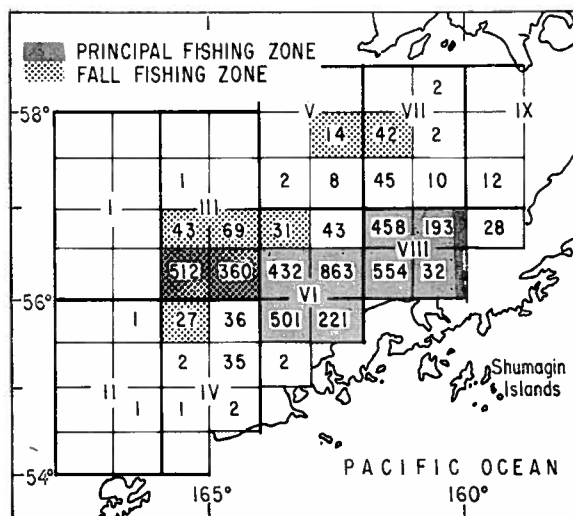 PRINCIPAL FISHING ZONE
FALL FISHING ZONE
2
58°
V
VII
IX
14
42
2
1
2
8
45
10
12
I
III
43
69
31
43
458
193
28
VIII
512
360
432
863
554
32
56°
VI
1
27
36
501
221
2
35
2
Shumagin
Islands
II
IV
1
1
2
54°
PACIFIC OCEAN
165°
160°